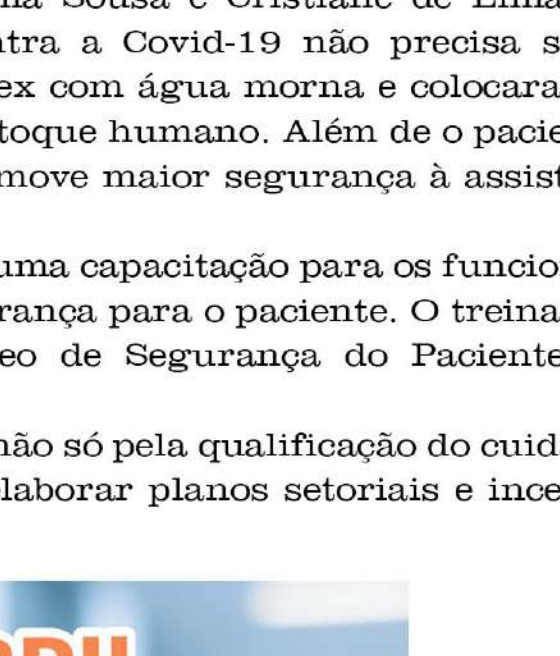 Sousa e Cristiane de Lima
ntra a Covid-19 não precisa s
ex com água morna e colocara
toque humano. Além de o pacie
move maior segurança à assist
uma capacitação para os funcio
rança para o paciente. O treina
eo de Segurança do Paciente
não só pela qualificação do cuid
laborar planos setoriais e ince